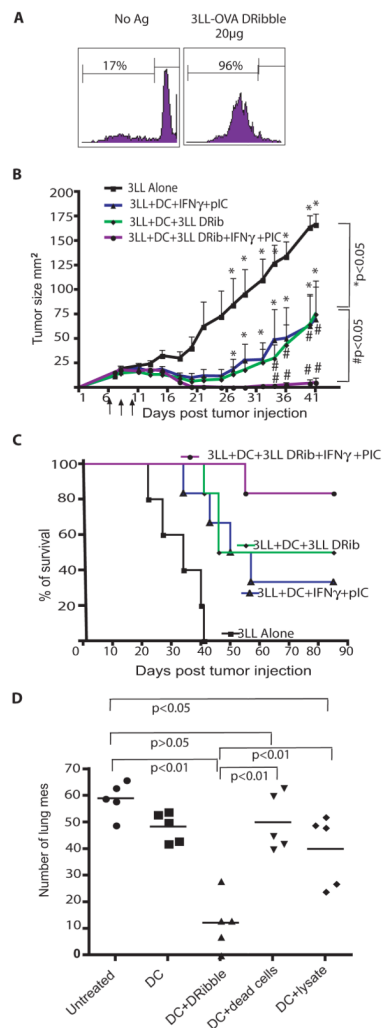 A
No Ag
3LL-OVA DRibble
20µg
17%
96%
B
3LL Alone
3LL+DC+IFNγ+pIC
3LL+DC+3LL DRib
3LL+DC+3LL DRib+IFNγ+PIC
Tumor size mm²
200
175
150
125
100
75
50
25
0
1 6 11 16 21 26 31 36 41
* * * * * * *
* * * * * *
# # # #
# # # #
*p<0.05
#p<0.05
Days post tumor injection
C
3LL+DC+3LL DRib+IFNγ+PIC
3LL+DC+3LL DRib
3LL+DC+IFNγ+pIC
3LL Alone
% of survival
100
80
60
40
20
0 10 20 30 40 50 60 70 80 90
Days post tumor injection
D
p<0.05
p>0.05
p<0.01
p<0.01
p<0.01
Number of lung mes
70
60
50
40
30
20
10
0
Untreated
DC
DC+DRibble
DC+dead cells
DC+lysate